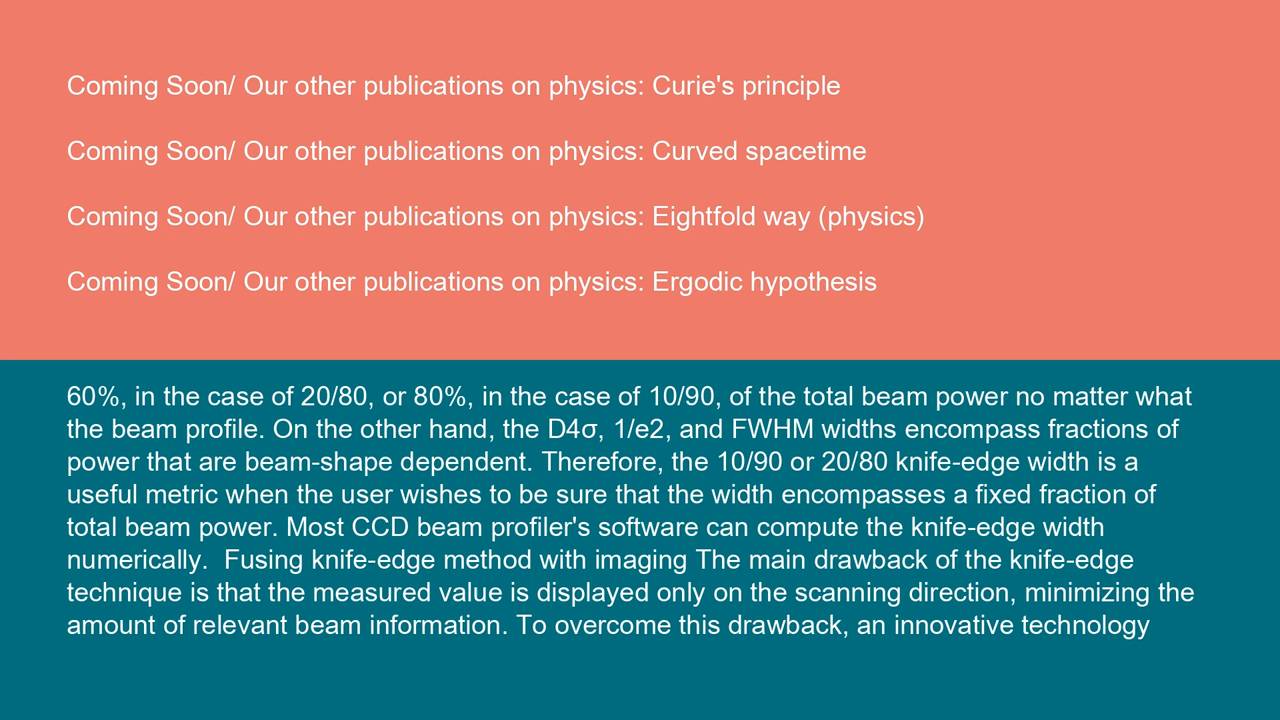 Coming Soon/ Our other publications on physics: Curie's principle
Coming Soon/ Our other publications on physics: Curved spacetime
Coming Soon/ Our other publications on physics: Eightfold way (physics)
Coming Soon/ Our other publications on physics: Ergodic hypothesis
60%, in the case of 20/80, or 80%, in the case of 10/90, of the total beam power no matter what
the beam profile. On the other hand, the D4σ, 1/e2, and FWHM widths encompass fractions of
power that are beam-shape dependent. Therefore, the 10/90 or 20/80 knife-edge width is a
useful metric when the user wishes to be sure that the width encompasses a fixed fraction of
total beam power. Most CCD beam profiler's software can compute the knife-edge width
numerically.  Fusing knife-edge method with imaging The main drawback of the knife-edge
technique is that the measured value is displayed only on the scanning direction, minimizing the
amount of relevant beam information. To overcome this drawback, an innovative technology